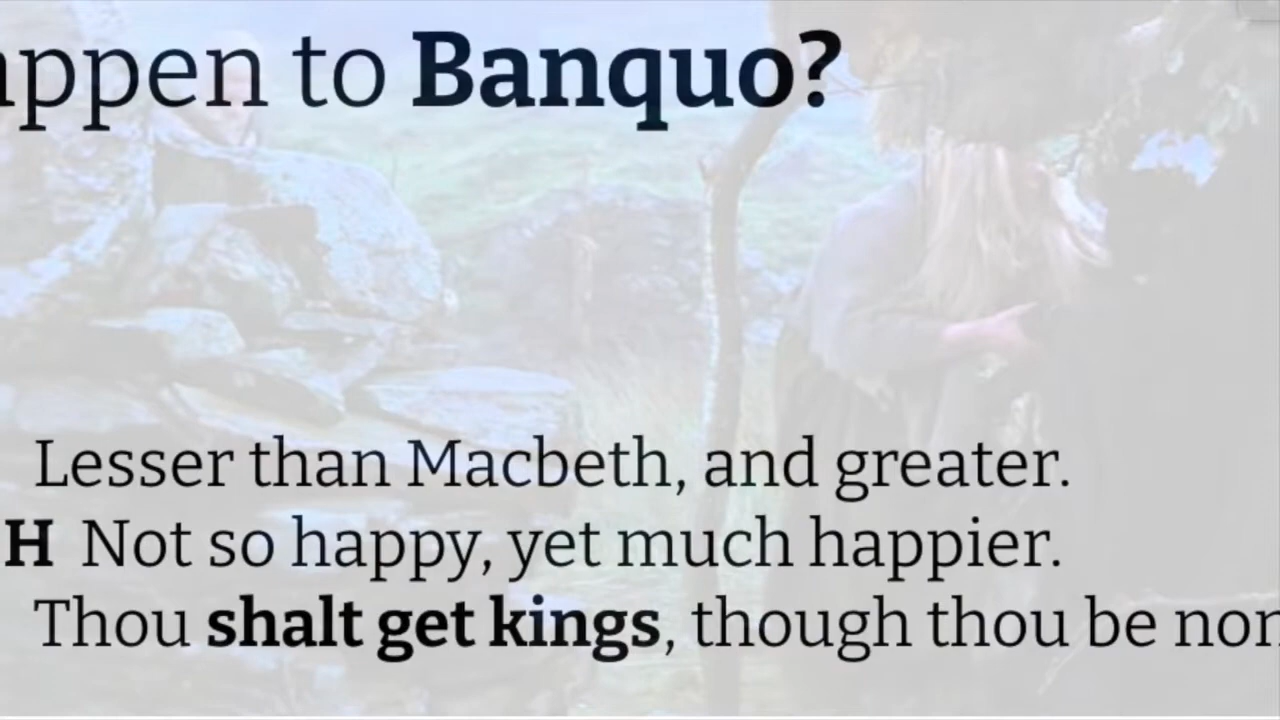 appen to Banquo?
Lesser than Macbeth, and greater.
H Not so happy, yet much happier.
Thou shalt get kings, though thou be non